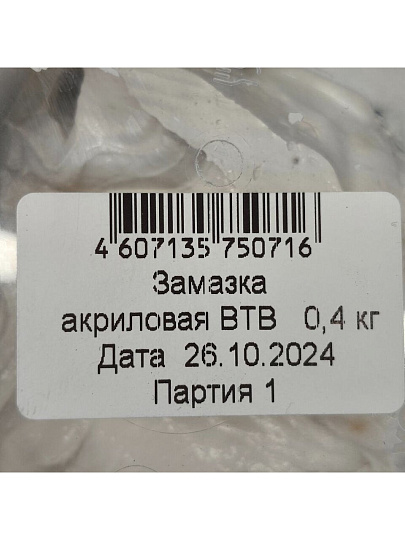 4 607135 750716
Замазка
акриловая ВТВ 0,4 кг
Дата 26.10.2024
Партия 1